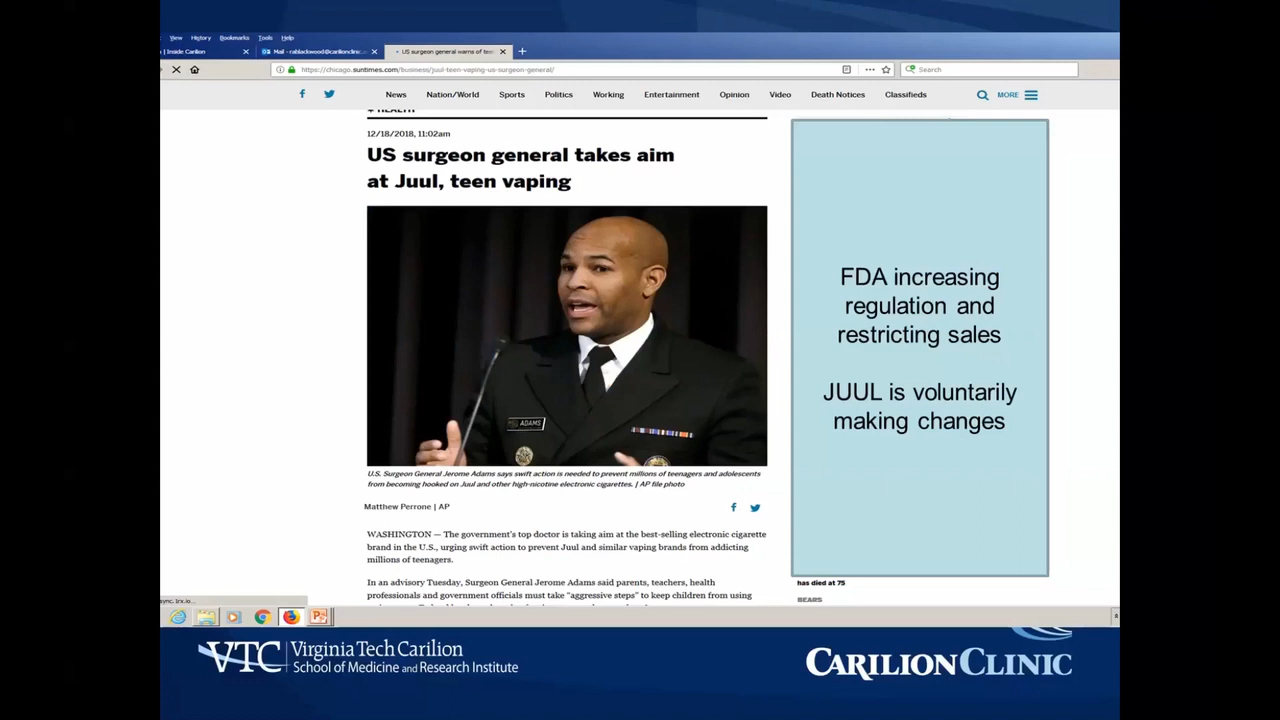 View History Bookmarks Tools Help
| Inside Carilion
Mail - rablackwood@carilionclinic.
US surgeon general warns of teen
https://chicago.suntimes.com/business/juul-teen-vaping-us-surgeon-general/
Search
News Nation/World Sports Politics Working Entertainment Opinion Video Death Notices Classifieds MORE
HEALTH
12/18/2018, 11:02am
US surgeon general takes aim
at Juul, teen vaping
ADAMS
U.S. Surgeon General Jerome Adams says swift action is needed to prevent millions of teenagers and adolescents
from becoming hooked on Juul and other high-nicotine electronic cigarettes. | AP file photo
Matthew Perrone | AP
WASHINGTON — The government's top doctor is taking aim at the best-selling electronic cigarette
brand in the U.S., urging swift action to prevent Juul and similar vaping brands from addicting
millions of teenagers.
In an advisory Tuesday, Surgeon General Jerome Adams said parents, teachers, health
professionals and government officials must take "aggressive steps" to keep children from using
FDA increasing
regulation and
restricting sales
JUUL is voluntarily
making changes
has died at 75
BEARS
VTC Virginia Tech Carilion
School of Medicine and Research Institute
CARILION CLINIC